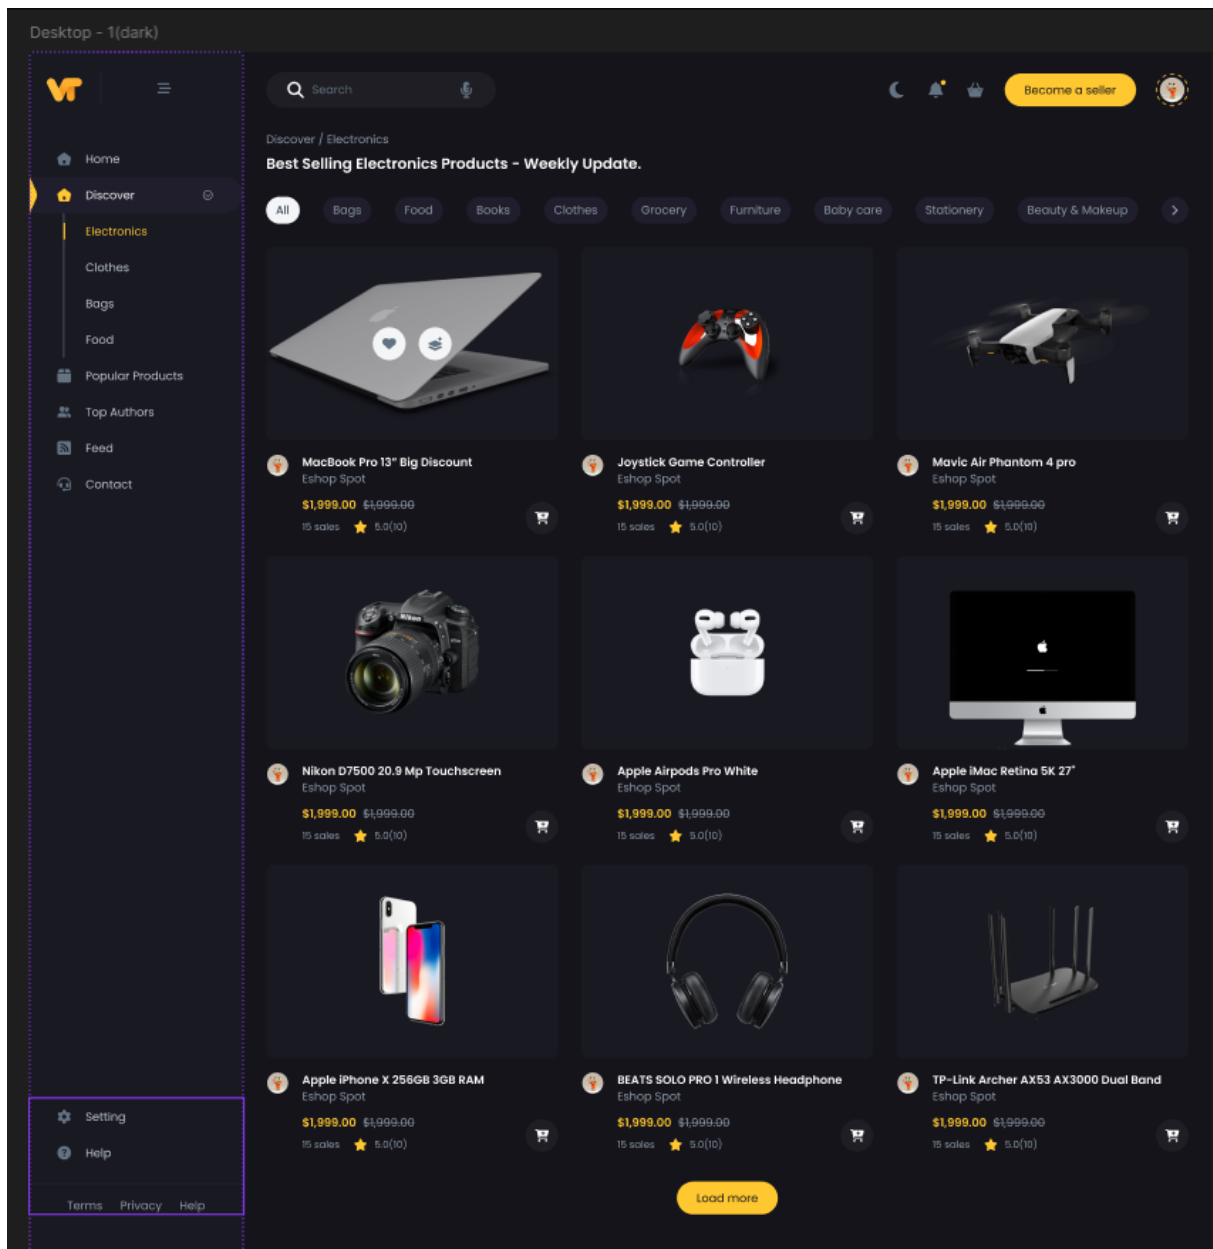 Desktop - 1(dark)
VT
Search
Become a seller
Discover / Electronics
Best Selling Electronics Products - Weekly Update.
Home
Discover
Electronics
Clothes
Bags
Food
Popular Products
Top Authors
Feed
Contact
All Bags Food Books Clothes Grocery Furniture Baby care Stationery Beauty & Makeup
MacBook Pro 13" Big Discount
Eshop Spot
$1,999.00 $1,999.00
15 sales 5.0(10)
Joystick Game Controller
Eshop Spot
$1,999.00 $1,999.00
15 sales 5.0(10)
Mavic Air Phantom 4 pro
Eshop Spot
$1,999.00 $1,999.00
15 sales 5.0(10)
Nikon
Nikon D7500 20.9 Mp Touchscreen
Eshop Spot
$1,999.00 $1,999.00
15 sales 5.0(10)
Apple Airpods Pro White
Eshop Spot
$1,999.00 $1,999.00
15 sales 5.0(10)
Apple iMac Retina 5K 27"
Eshop Spot
$1,999.00 $1,999.00
15 sales 5.0(10)
Apple iPhone X 256GB 3GB RAM
Eshop Spot
$1,999.00 $1,999.00
15 sales 5.0(10)
BEATS SOLO PRO 1 Wireless Headphone
Eshop Spot
$1,999.00 $1,999.00
15 sales 5.0(10)
TP-Link Archer AX53 AX3000 Dual Band
Eshop Spot
$1,999.00 $1,999.00
15 sales 5.0(10)
Setting
Help
Terms Privacy Help
Load more